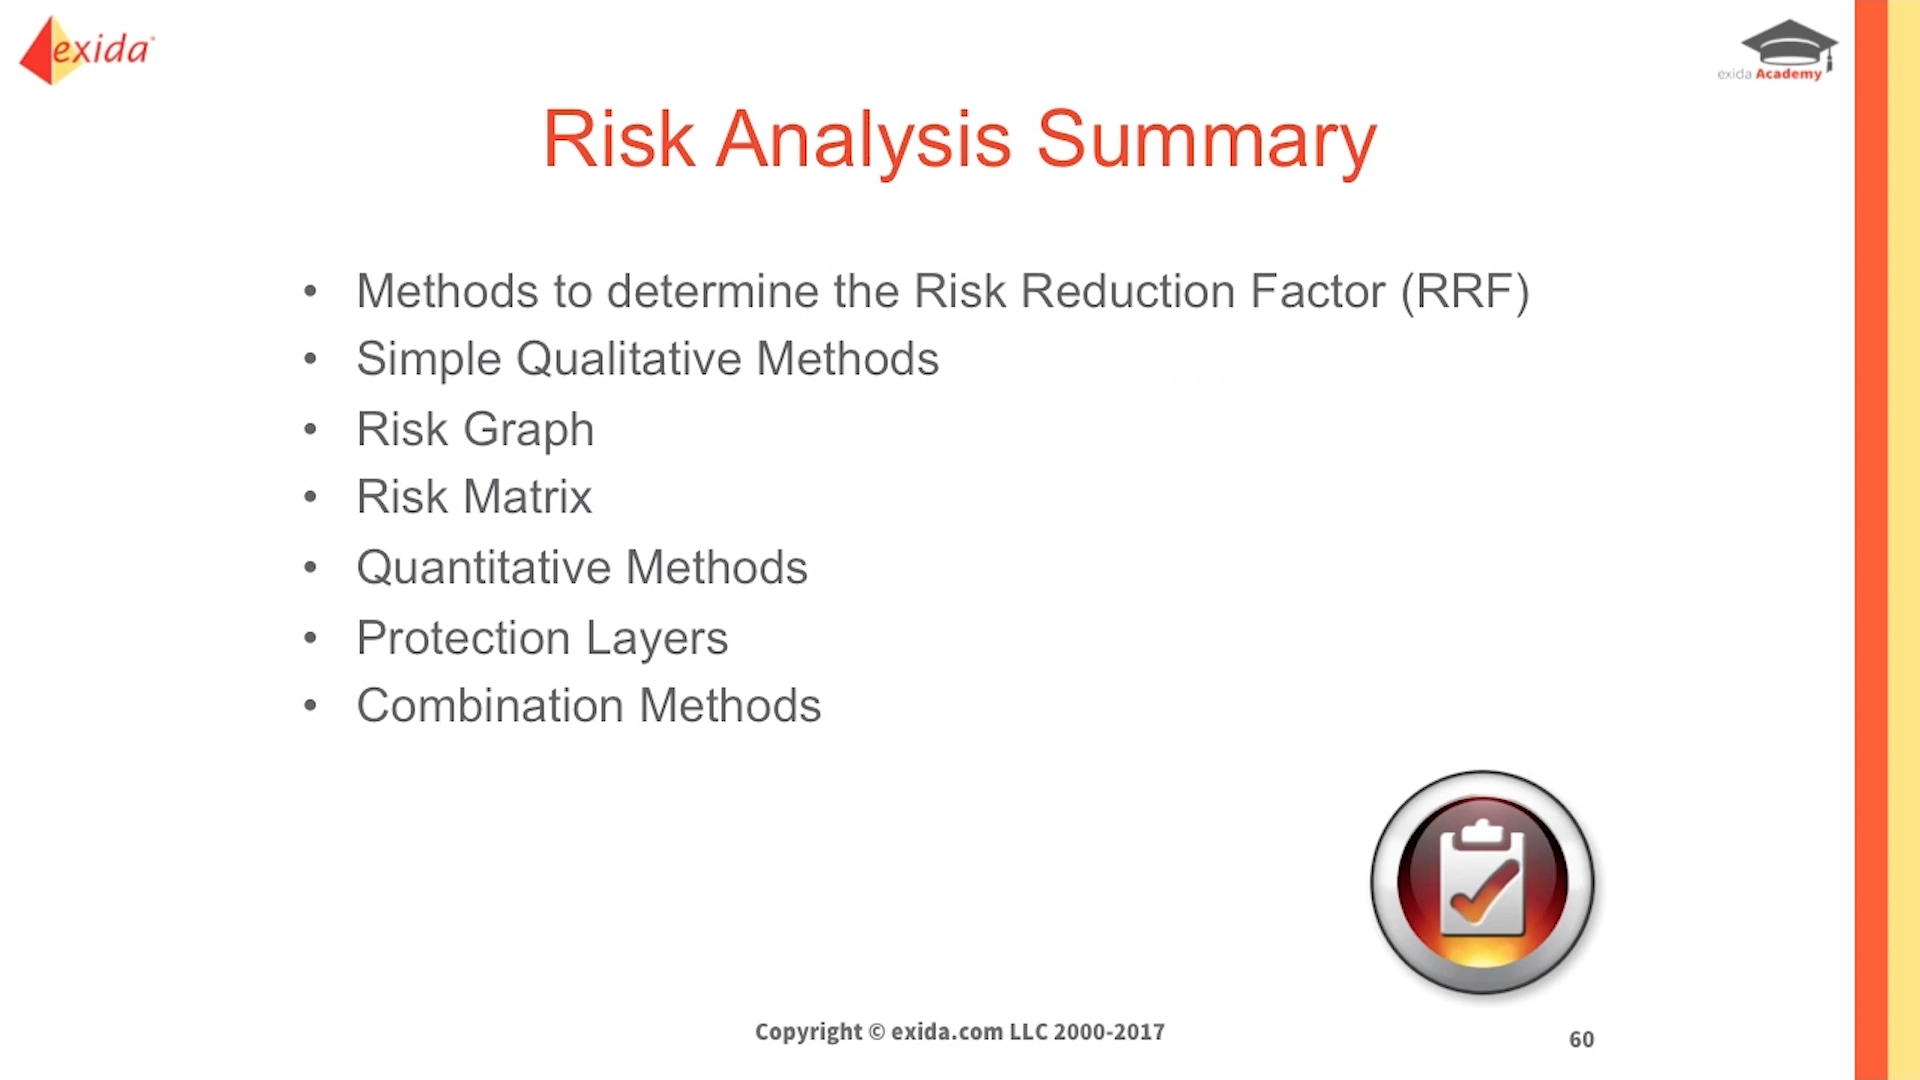 exida
exida Academy
Risk Analysis Summary
• Methods to determine the Risk Reduction Factor (RRF)
• Simple Qualitative Methods
• Risk Graph
• Risk Matrix
• Quantitative Methods
• Protection Layers
• Combination Methods
Copyright © exida.com LLC 2000-2017
60